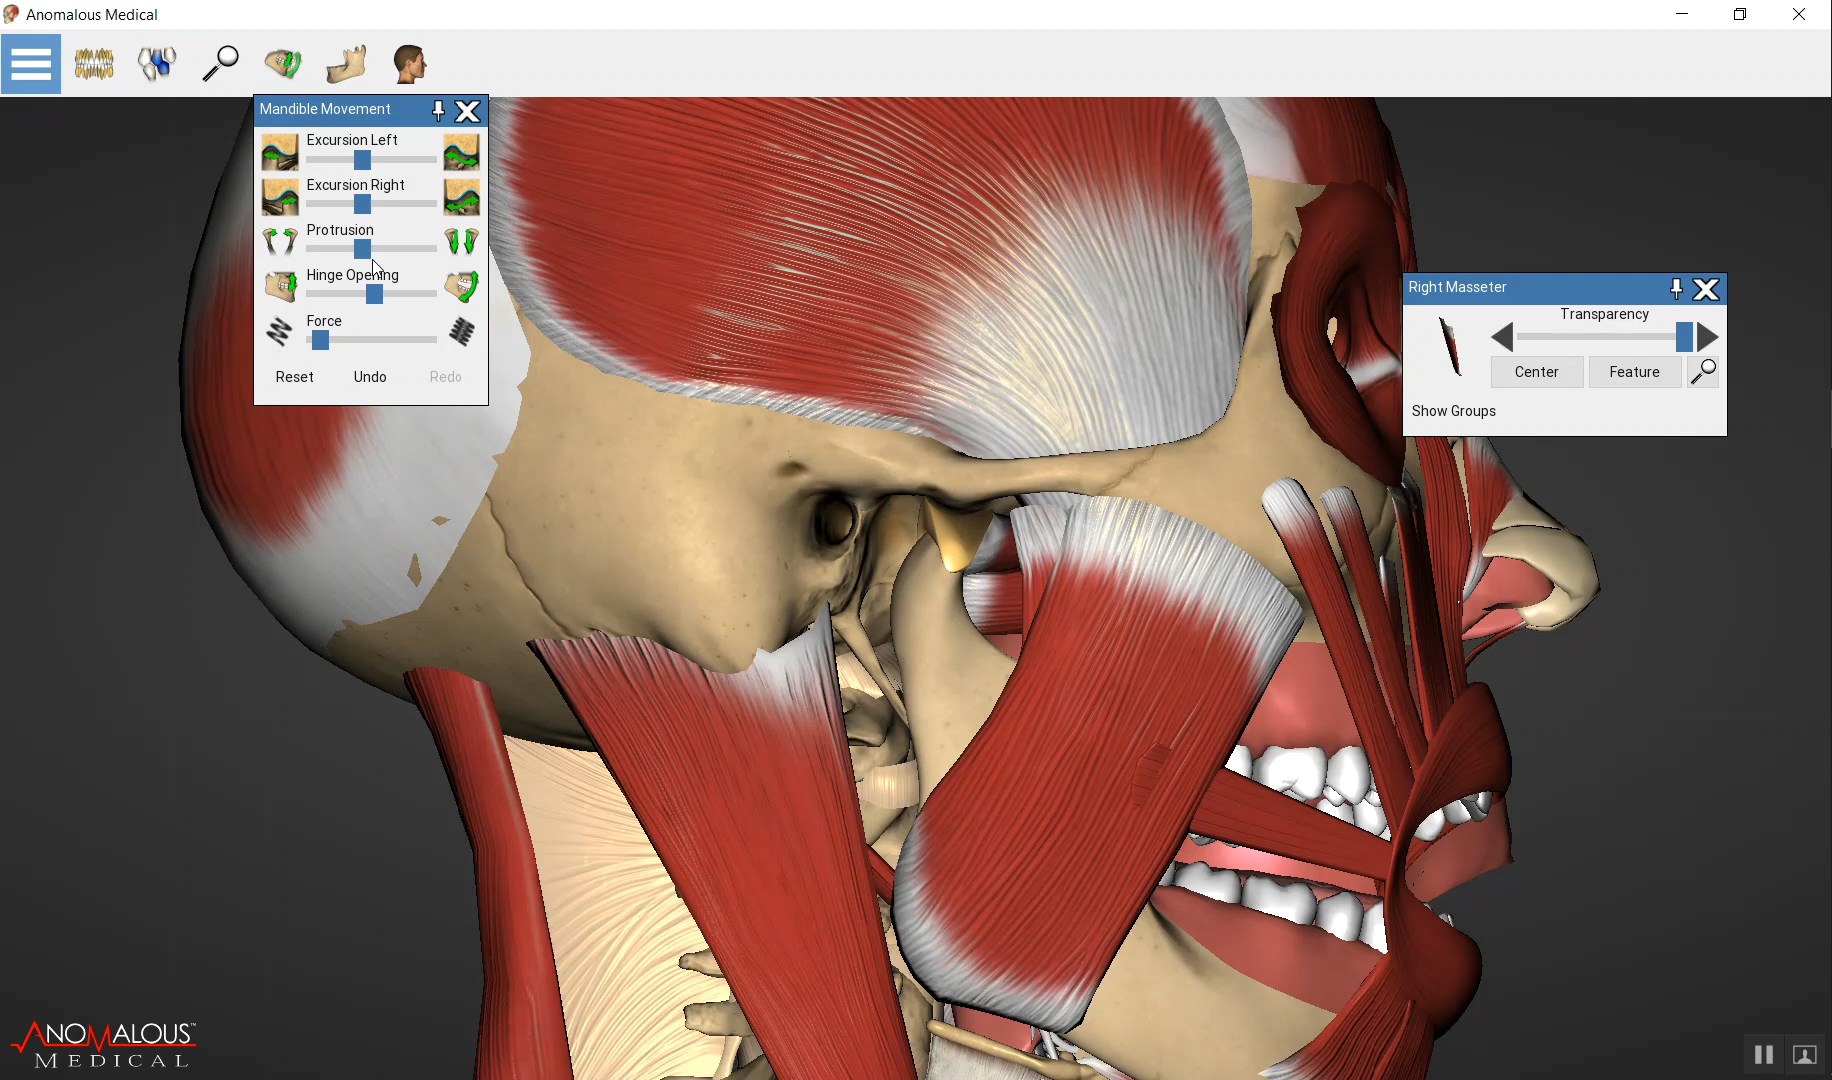 Anomalous Medical
Mandible Movement
Excursion Left
Excursion Right
Protrusion
Hinge Opening
Force
Reset Undo Redo
Right Masseter
Transparency
Center Feature
Show Groups
ANOMALOUS™
MEDICAL